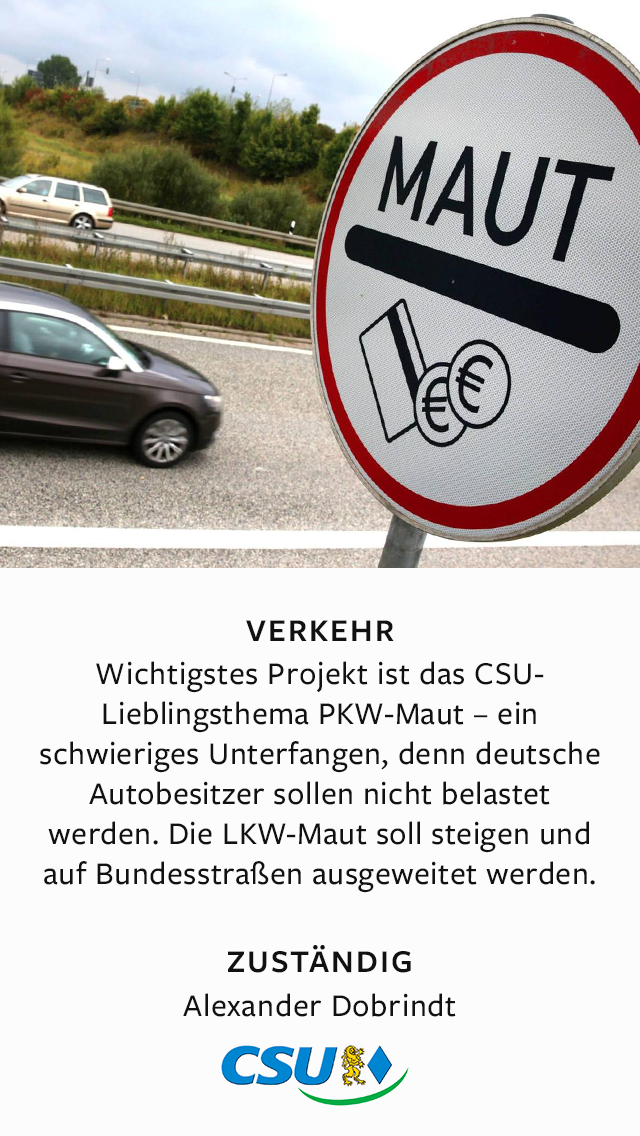 MAUT
€
€
VERKEHR
Wichtigstes Projekt ist das CSU-
Lieblingsthema PKW-Maut – ein
schwieriges Unterfangen, denn deutsche
Autobesitzer sollen nicht belastet
werden. Die LKW-Maut soll steigen und
auf Bundesstraßen ausgeweitet werden.
ZUSTÄNDIG
Alexander Dobrindt
CSU